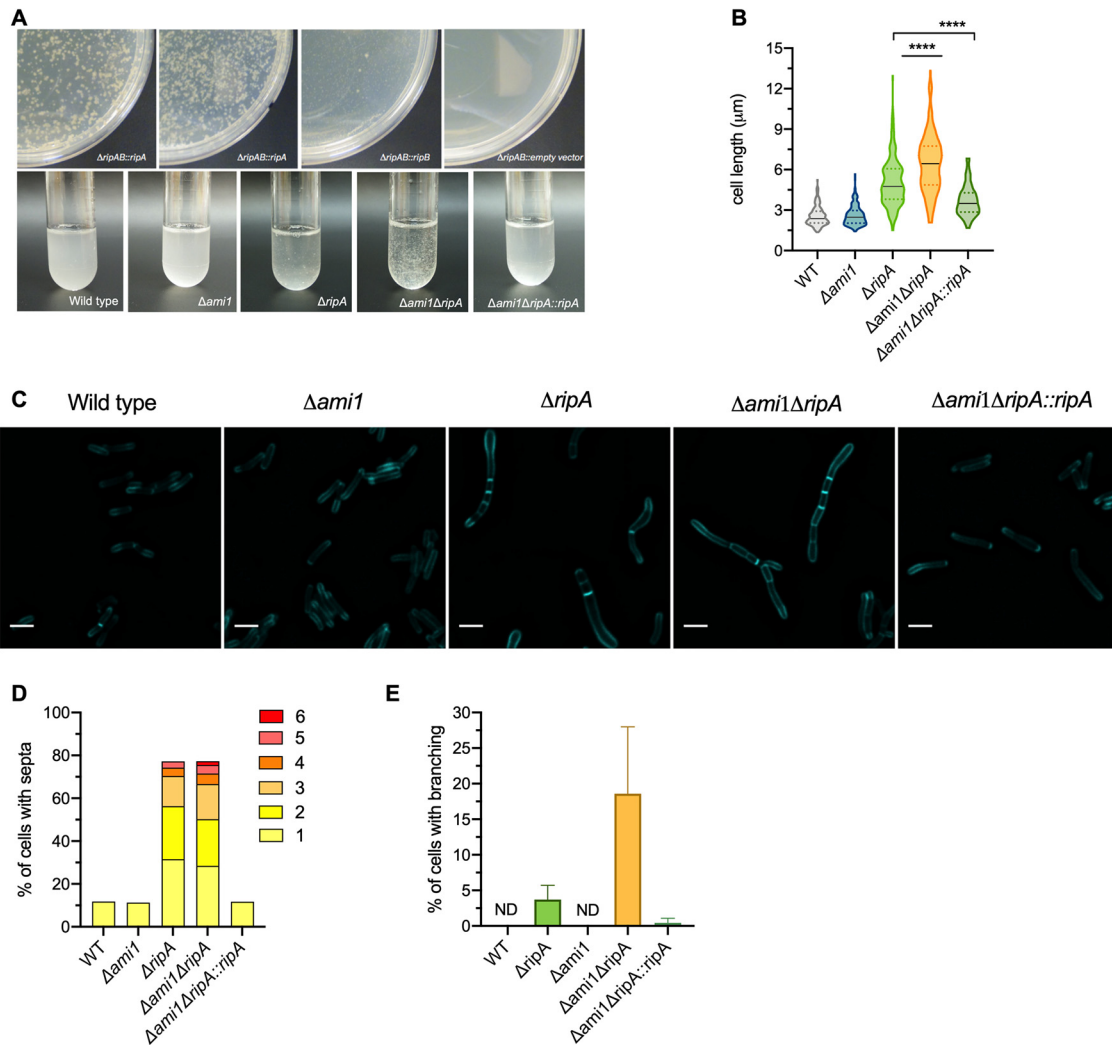 A
ΔripAB::ripA
ΔripAB::ripA
ΔripAB::ripB
ΔripAB::empty vector
Wild type
Δami1
ΔripA
Δami1ΔripA
Δami1ΔripA::ripA
B
****
****
cell length (μm)
15
12
9
6
3
0
WT
Δami1
ΔripA
Δami1ΔripA
Δami1ΔripA::ripA
C
Wild type
Δami1
ΔripA
Δami1ΔripA
Δami1ΔripA::ripA
D
% of cells with septa
100
80
60
40
20
0
WT
Δami1
ΔripA
Δami1ΔripA
Δami1ΔripA::ripA
6
5
4
3
2
1
E
% of cells with branching
30
25
20
15
10
5
0
ND
ND
WT
ΔripA
Δami1
Δami1ΔripA
Δami1ΔripA::ripA